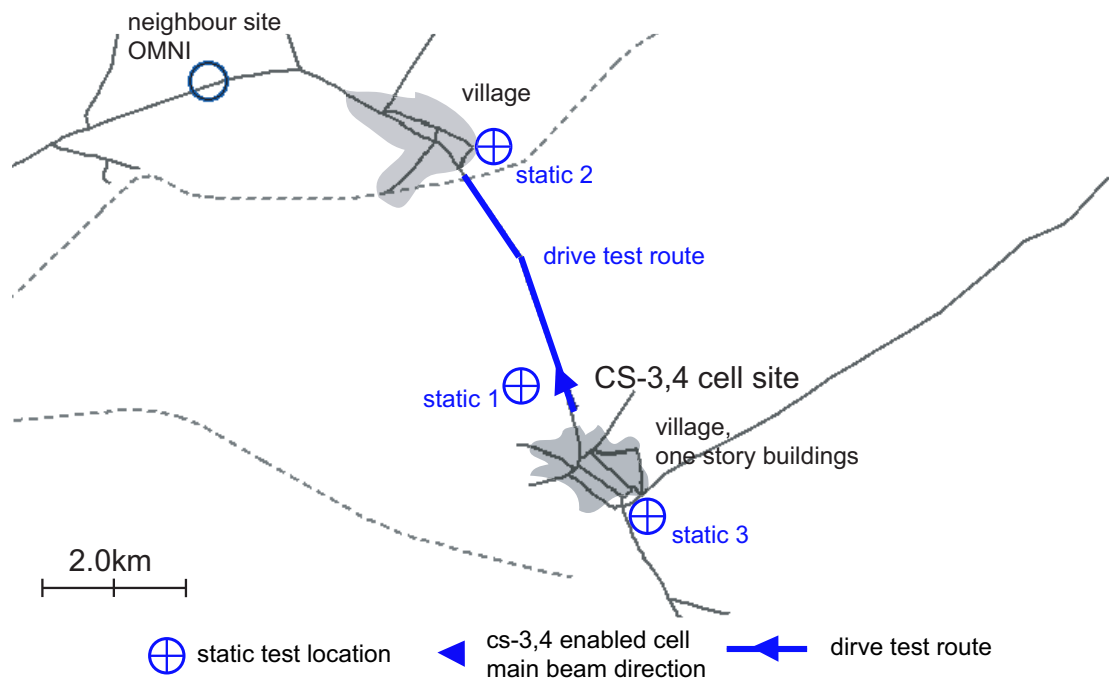 neighbour site
OMNI
village
static 2
drive test route
CS-3,4 cell site
static 1
village,
one story buildings
static 3
2.0km
static test location
cs-3,4 enabled cell
main beam direction
dirve test route